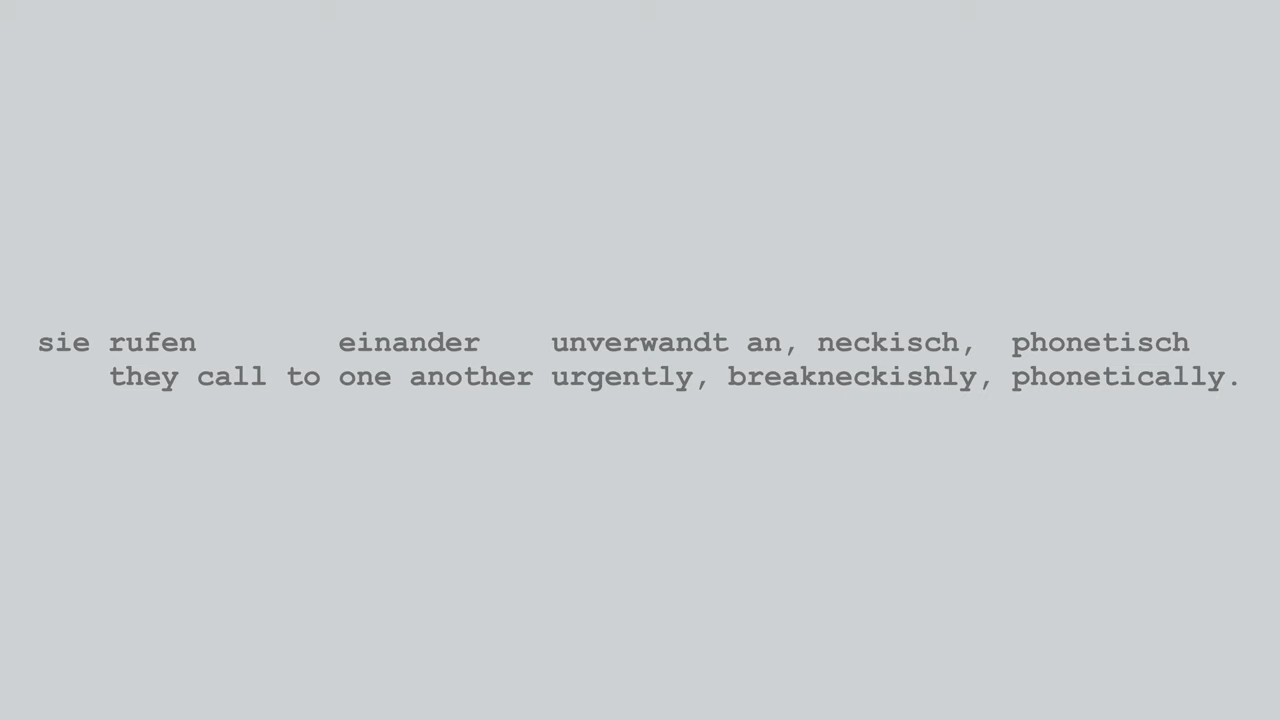 sie rufen einander unverwandt an, neckisch, phonetisch
they call to one another urgently, breakneckishly, phonetically.